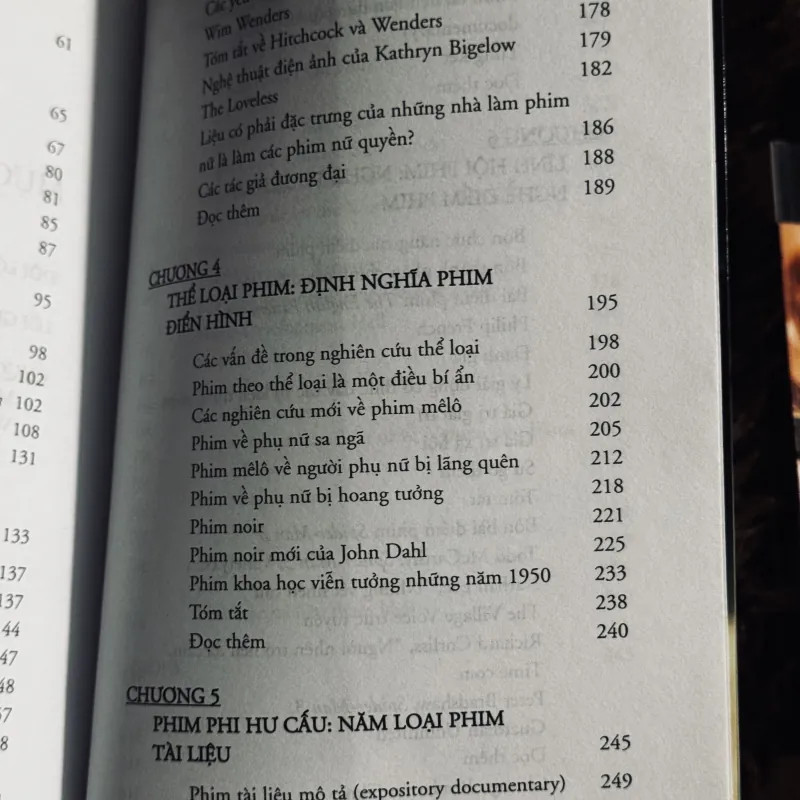 61
65
67
80
81
85
87
95
98
102
102
108
131
133
137
137
44
47
48
57
8
Các yếu
Wim Wenders 178
Tóm tắt về Hitchcock và Wenders 179
Nghệ thuật điện ảnh của Kathryn Bigelow 182
The Loveless
Liệu có phải đặc trưng của những nhà làm phim
nữ là làm các phim nữ quyền? 186
Các tác giả đương đại 188
Đọc thêm 189
CHƯƠNG 4
THỂ LOẠI PHIM: ĐỊNH NGHĨA PHIM
ĐIỂN HÌNH 195
Các vấn đề trong nghiên cứu thể loại 198
Phim theo thể loại là một điều bí ẩn 200
Các nghiên cứu mới về phim mêlô 202
Phim về phụ nữ sa ngã 205
Phim mêlô về người phụ nữ bị lãng quên 212
Phim về phụ nữ bị hoang tưởng 218
Phim noir 221
Phim noir mới của John Dahl 225
Phim khoa học viễn tưởng những năm 1950 233
Tóm tắt 238
Đọc thêm 240
CHƯƠNG 5
PHIM PHI HƯ CẤU: NĂM LOẠI PHIM
TÀI LIỆU 245
Phim tài liệu mô tả (expository documentary) 249